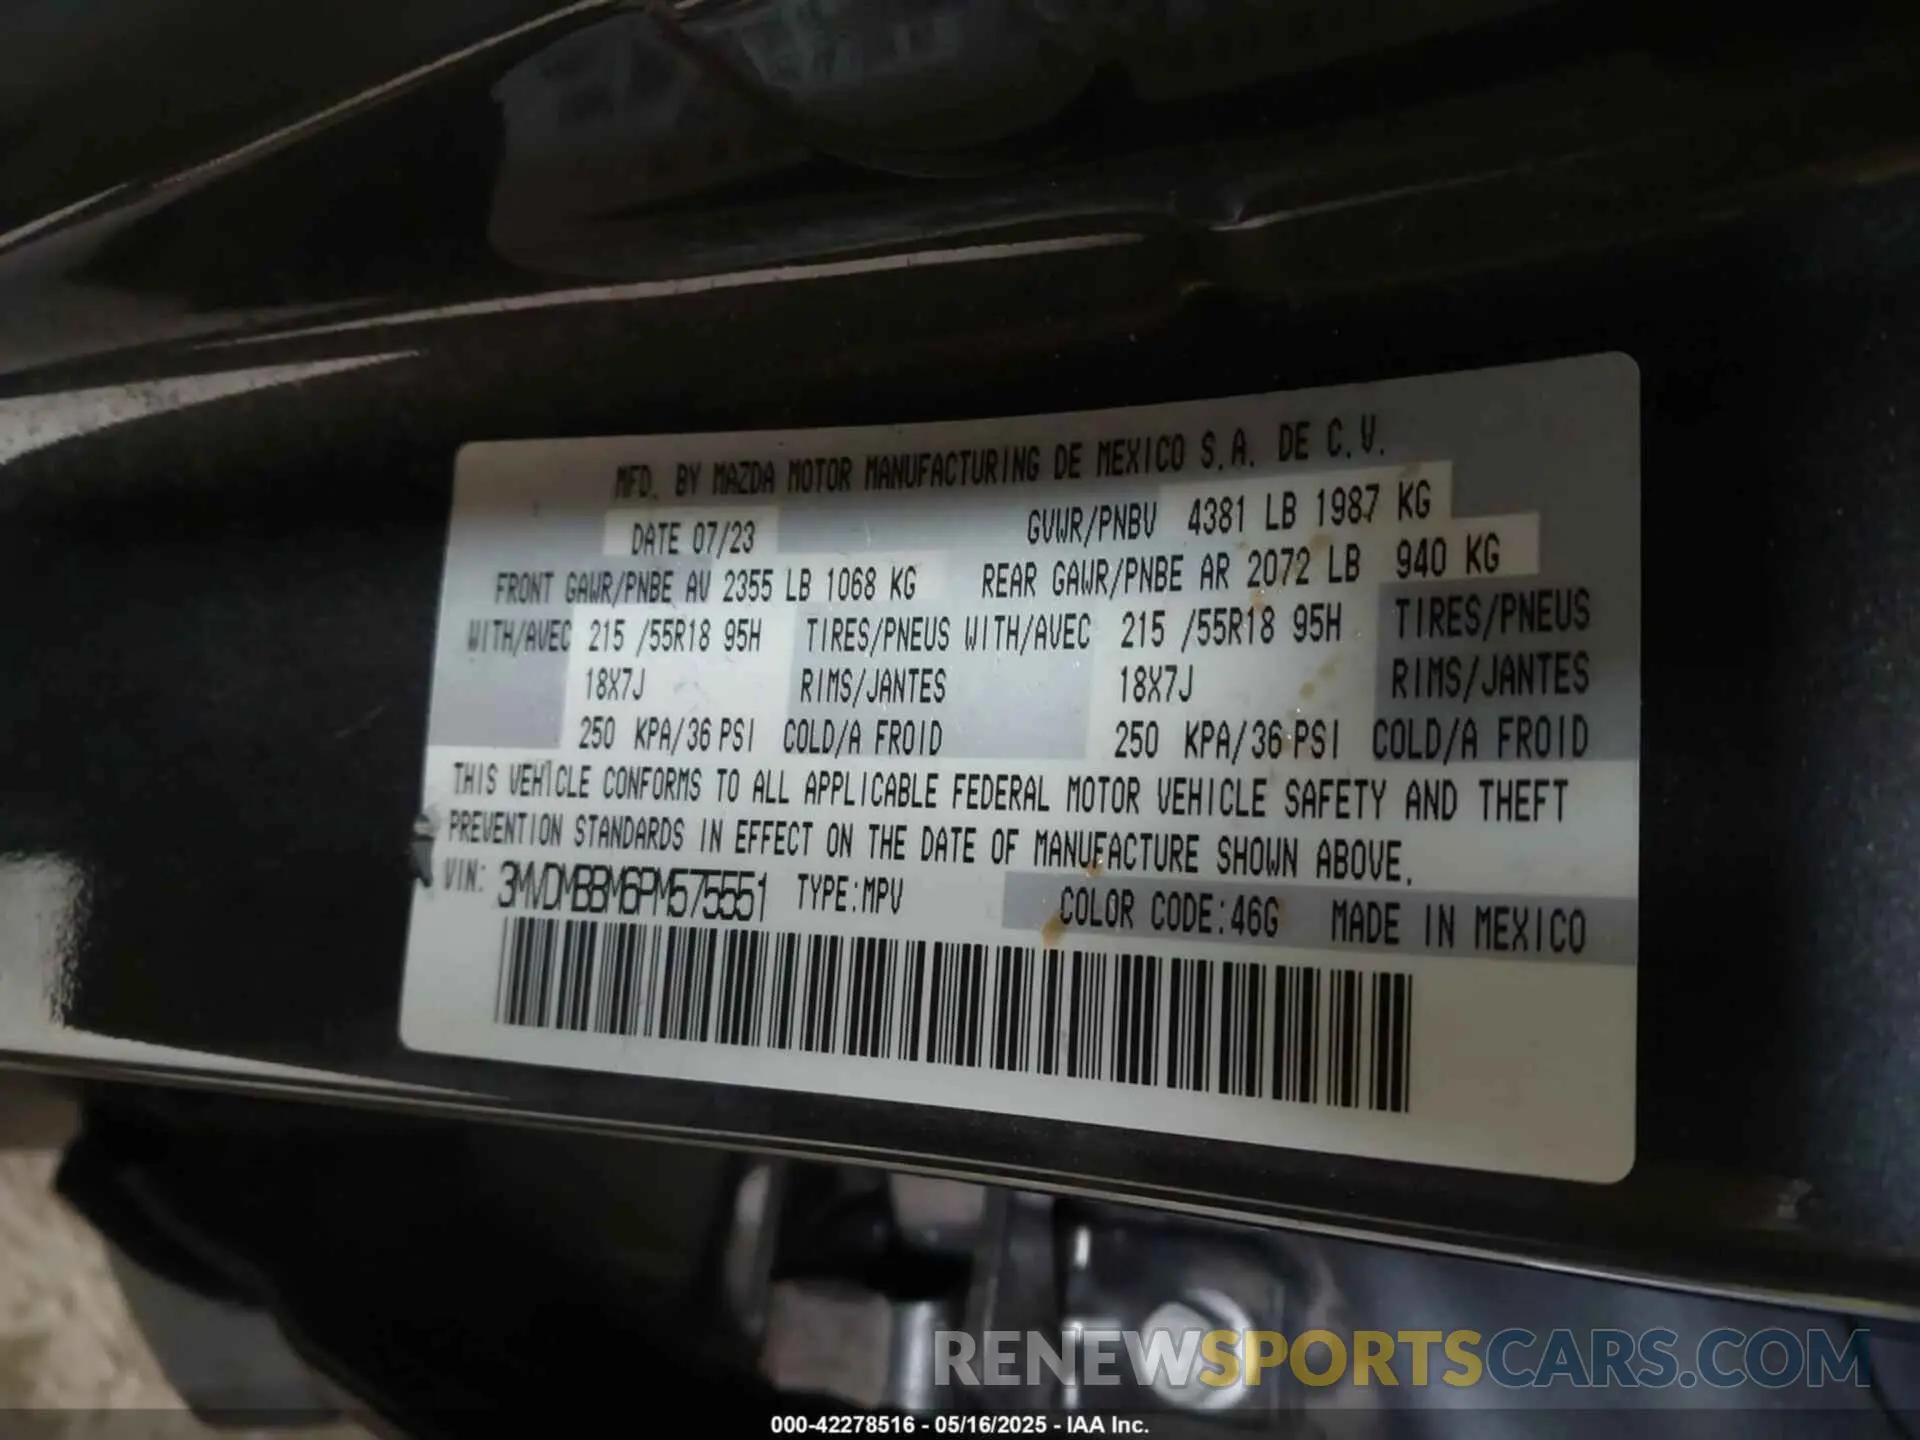 MFD. BY MAZDA MOTOR MANUFACTURING DE MEXICO S.A. DE C.V.
DATE 07/23 GVWR/PNBV 4381 LB 1987 KG
FRONT GAWR/PNBE AV 2355 LB 1068 KG REAR GAWR/PNBE AR 2072 LB 940 KG
WITH/AVEC 215 /55R18 95H TIRES/PNEUS WITH/AVEC 215 /55R18 95H TIRES/PNEUS
18X7J RIMS/JANTES 18X7J RIMS/JANTES
250 KPA/36 PSI COLD/A FROID 250 KPA/36 PSI COLD/A FROID
THIS VEHICLE CONFORMS TO ALL APPLICABLE FEDERAL MOTOR VEHICLE SAFETY AND THEFT
PREVENTION STANDARDS IN EFFECT ON THE DATE OF MANUFACTURE SHOWN ABOVE.
VIN: 3MVDMBBM6PM575551 TYPE:MPV COLOR CODE:46G MADE IN MEXICO
RENEWSPORTSCARS.COM
000-42278516 - 05/16/2025 - IAA Inc.